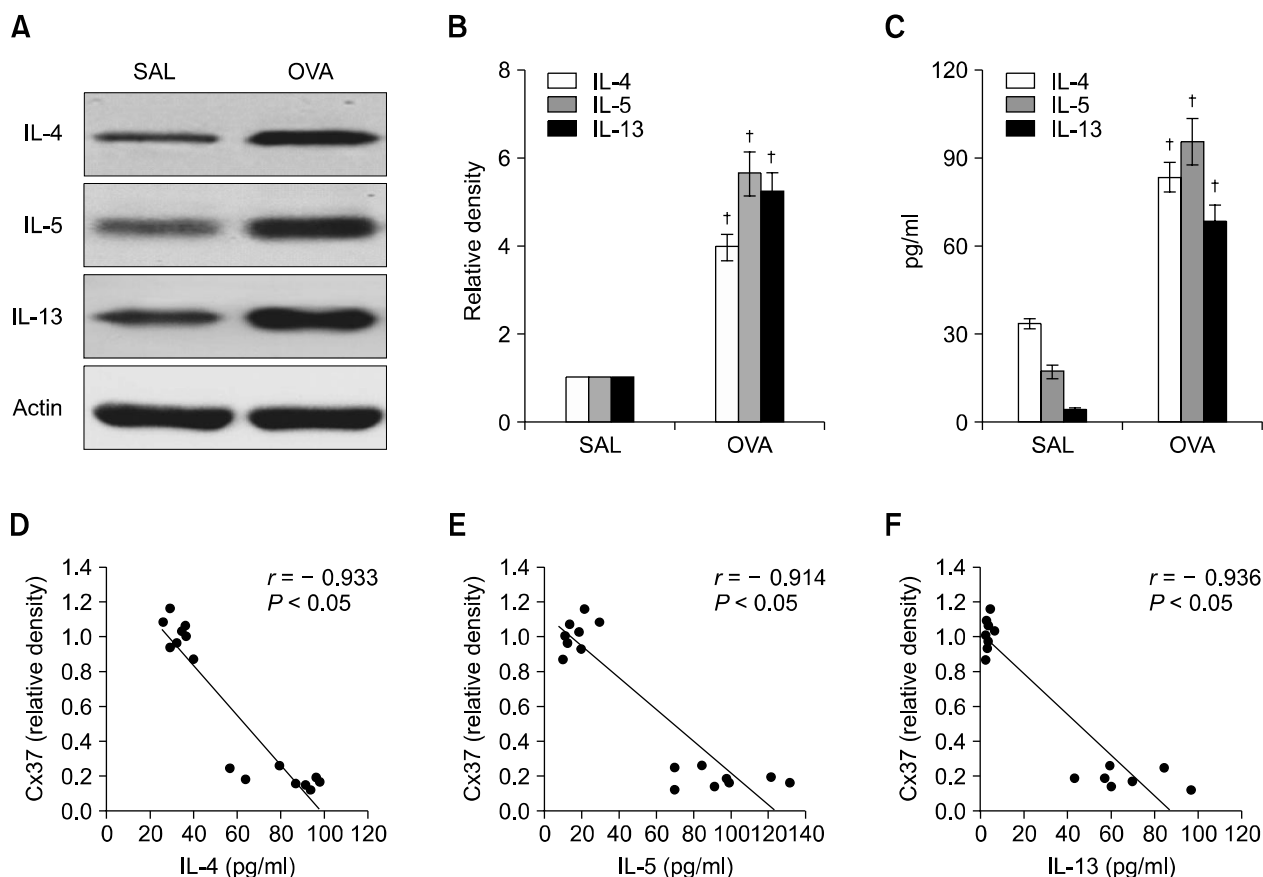 A
SAL OVA
IL-4
IL-5
IL-13
Actin
B
8
6
4
2
0
Relative density
IL-4
IL-5
IL-13
†
†
†
SAL OVA
C
120
90
60
30
0
pg/ml
IL-4
IL-5
IL-13
†
†
†
SAL OVA
D
1.4
1.2
1.0
0.8
0.6
0.4
0.2
0.0
Cx37 (relative density)
r = − 0.933
P < 0.05
0 20 40 60 80 100 120
IL-4 (pg/ml)
E
1.4
1.2
1.0
0.8
0.6
0.4
0.2
0.0
Cx37 (relative density)
r = − 0.914
P < 0.05
0 20 40 60 80 100 120 140
IL-5 (pg/ml)
F
1.4
1.2
1.0
0.8
0.6
0.4
0.2
0.0
Cx37 (relative density)
r = − 0.936
P < 0.05
0 20 40 60 80 100 120
IL-13 (pg/ml)